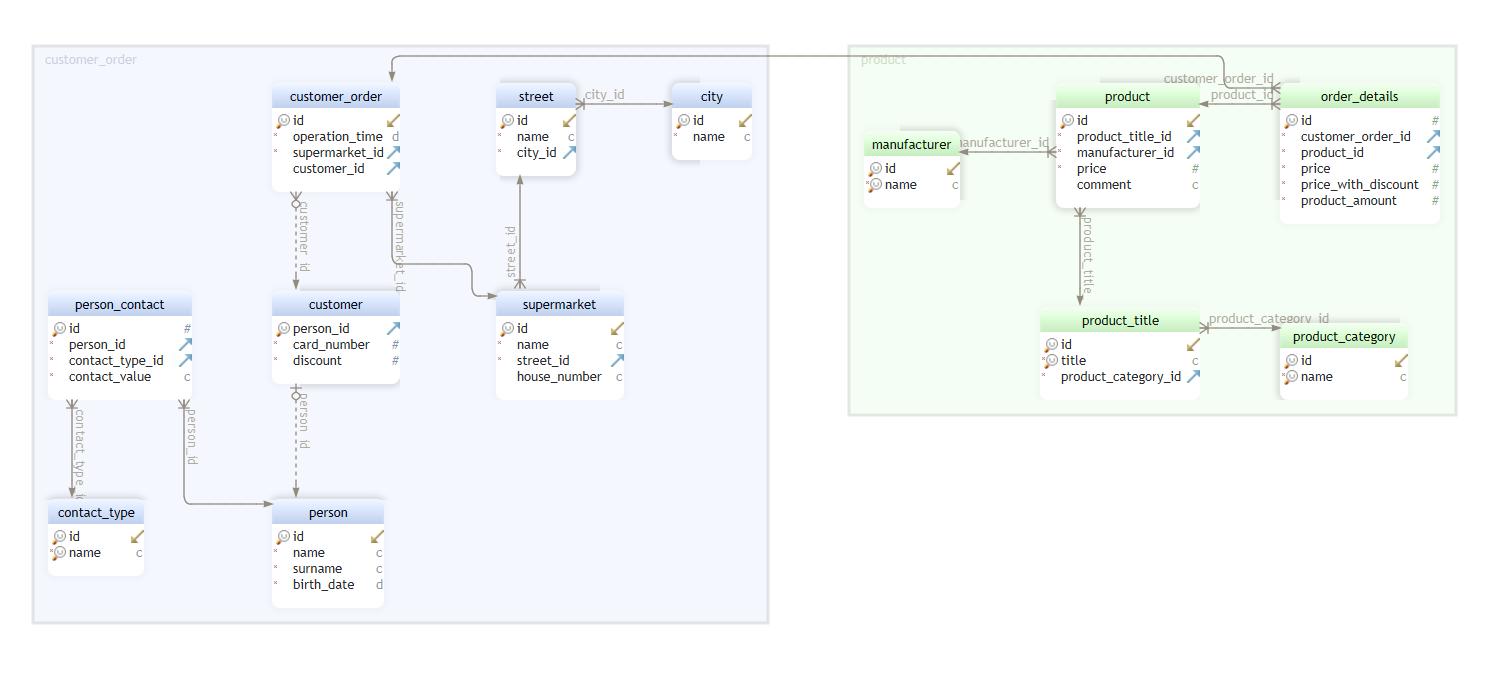 customer_order
customer_order
id
operation_time d
supermarket_id
customer_id
street
id
name c
city_id
city_id
city
id
name c
customer_id
supermarket_id
street_id
person_contact
id #
person_id
contact_type_id
contact_value c
customer
person_id
card_number #
discount #
supermarket
id
name c
street_id
house_number c
contact_type_id
person_id
person_id
contact_type
id
name c
person
id
name c
surname c
birth_date d
product
customer_order_id
product_id
manufacturer
id
name c
manufacturer_id
product
id
product_title_id
manufacturer_id
price #
comment c
order_details
id #
customer_order_id
product_id
price #
price_with_discount #
product_amount #
product_title
product_title
id
title c
product_category_id
product_category_id
product_category
id
name c